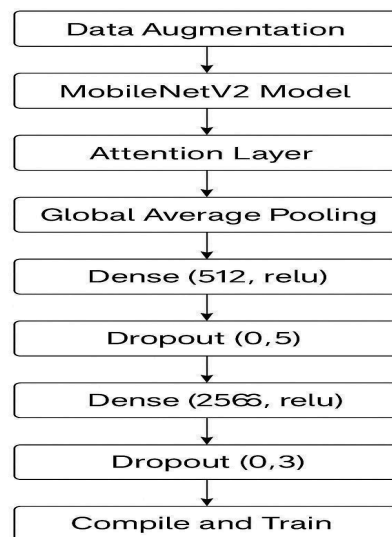 Data Augmentation
MobileNetV2 Model
Attention Layer
Global Average Pooling
Dense (512, relu)
Dropout (0,5)
Dense (2566, relu)
Dropout (0,3)
Compile and Train